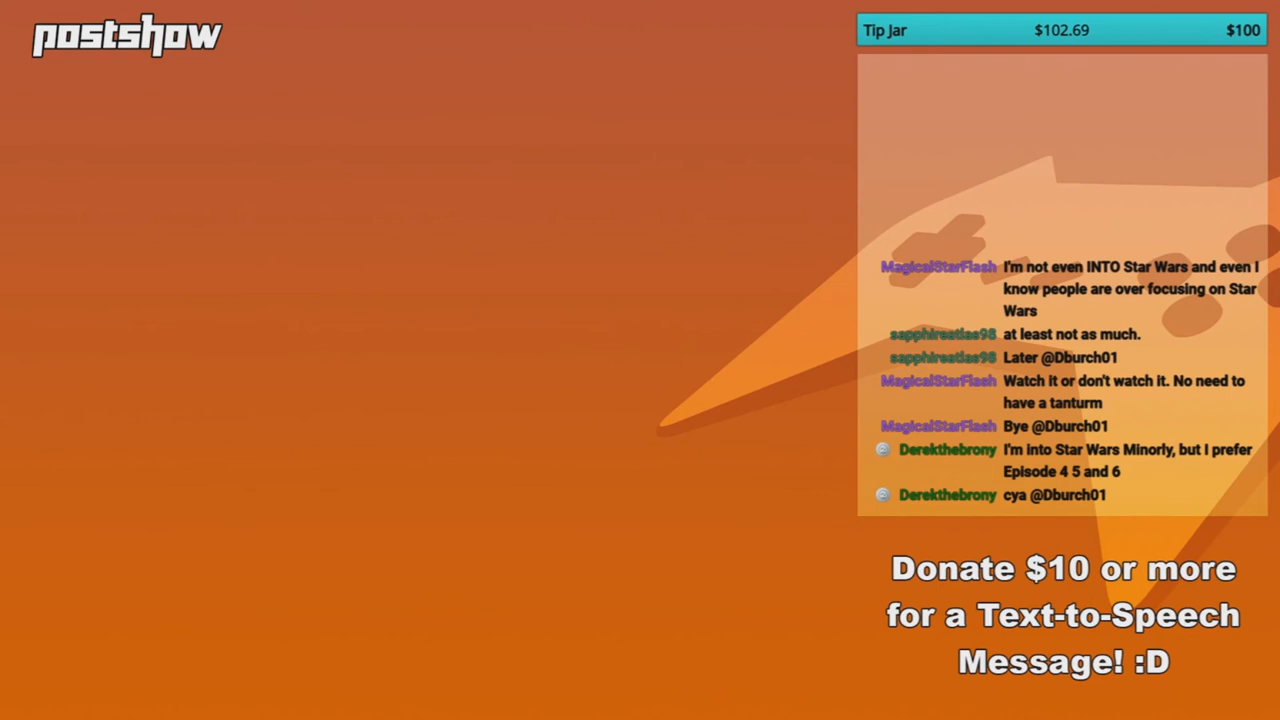 postshow
Tip Jar $102.69 $100
MagicalStarFlash I'm not even INTO Star Wars and even I
know people are over focusing on Star
Wars
sapphireatlas98 at least not as much.
sapphireatlas98 Later @Dburch01
MagicalStarFlash Watch it or don't watch it. No need to
have a tanturm
MagicalStarFlash Bye @Dburch01
Derekthebrony I'm into Star Wars Minorly, but I prefer
Episode 4 5 and 6
Derekthebrony cya @Dburch01
Donate $10 or more
for a Text-to-Speech
Message! :D